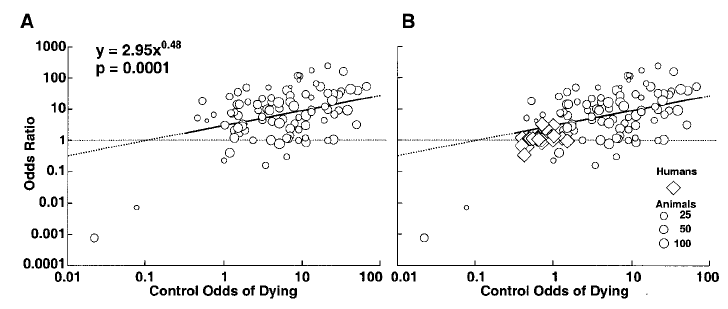 A
B
y = 2.95x^0.48
p = 0.0001
Odds Ratio
1000
100
10
1
0.1
0.01
0.001
0.0001
0.01 0.1 1 10 100
Control Odds of Dying
Humans
Animals
25
50
100
0.01 0.1 1 10 100
Control Odds of Dying